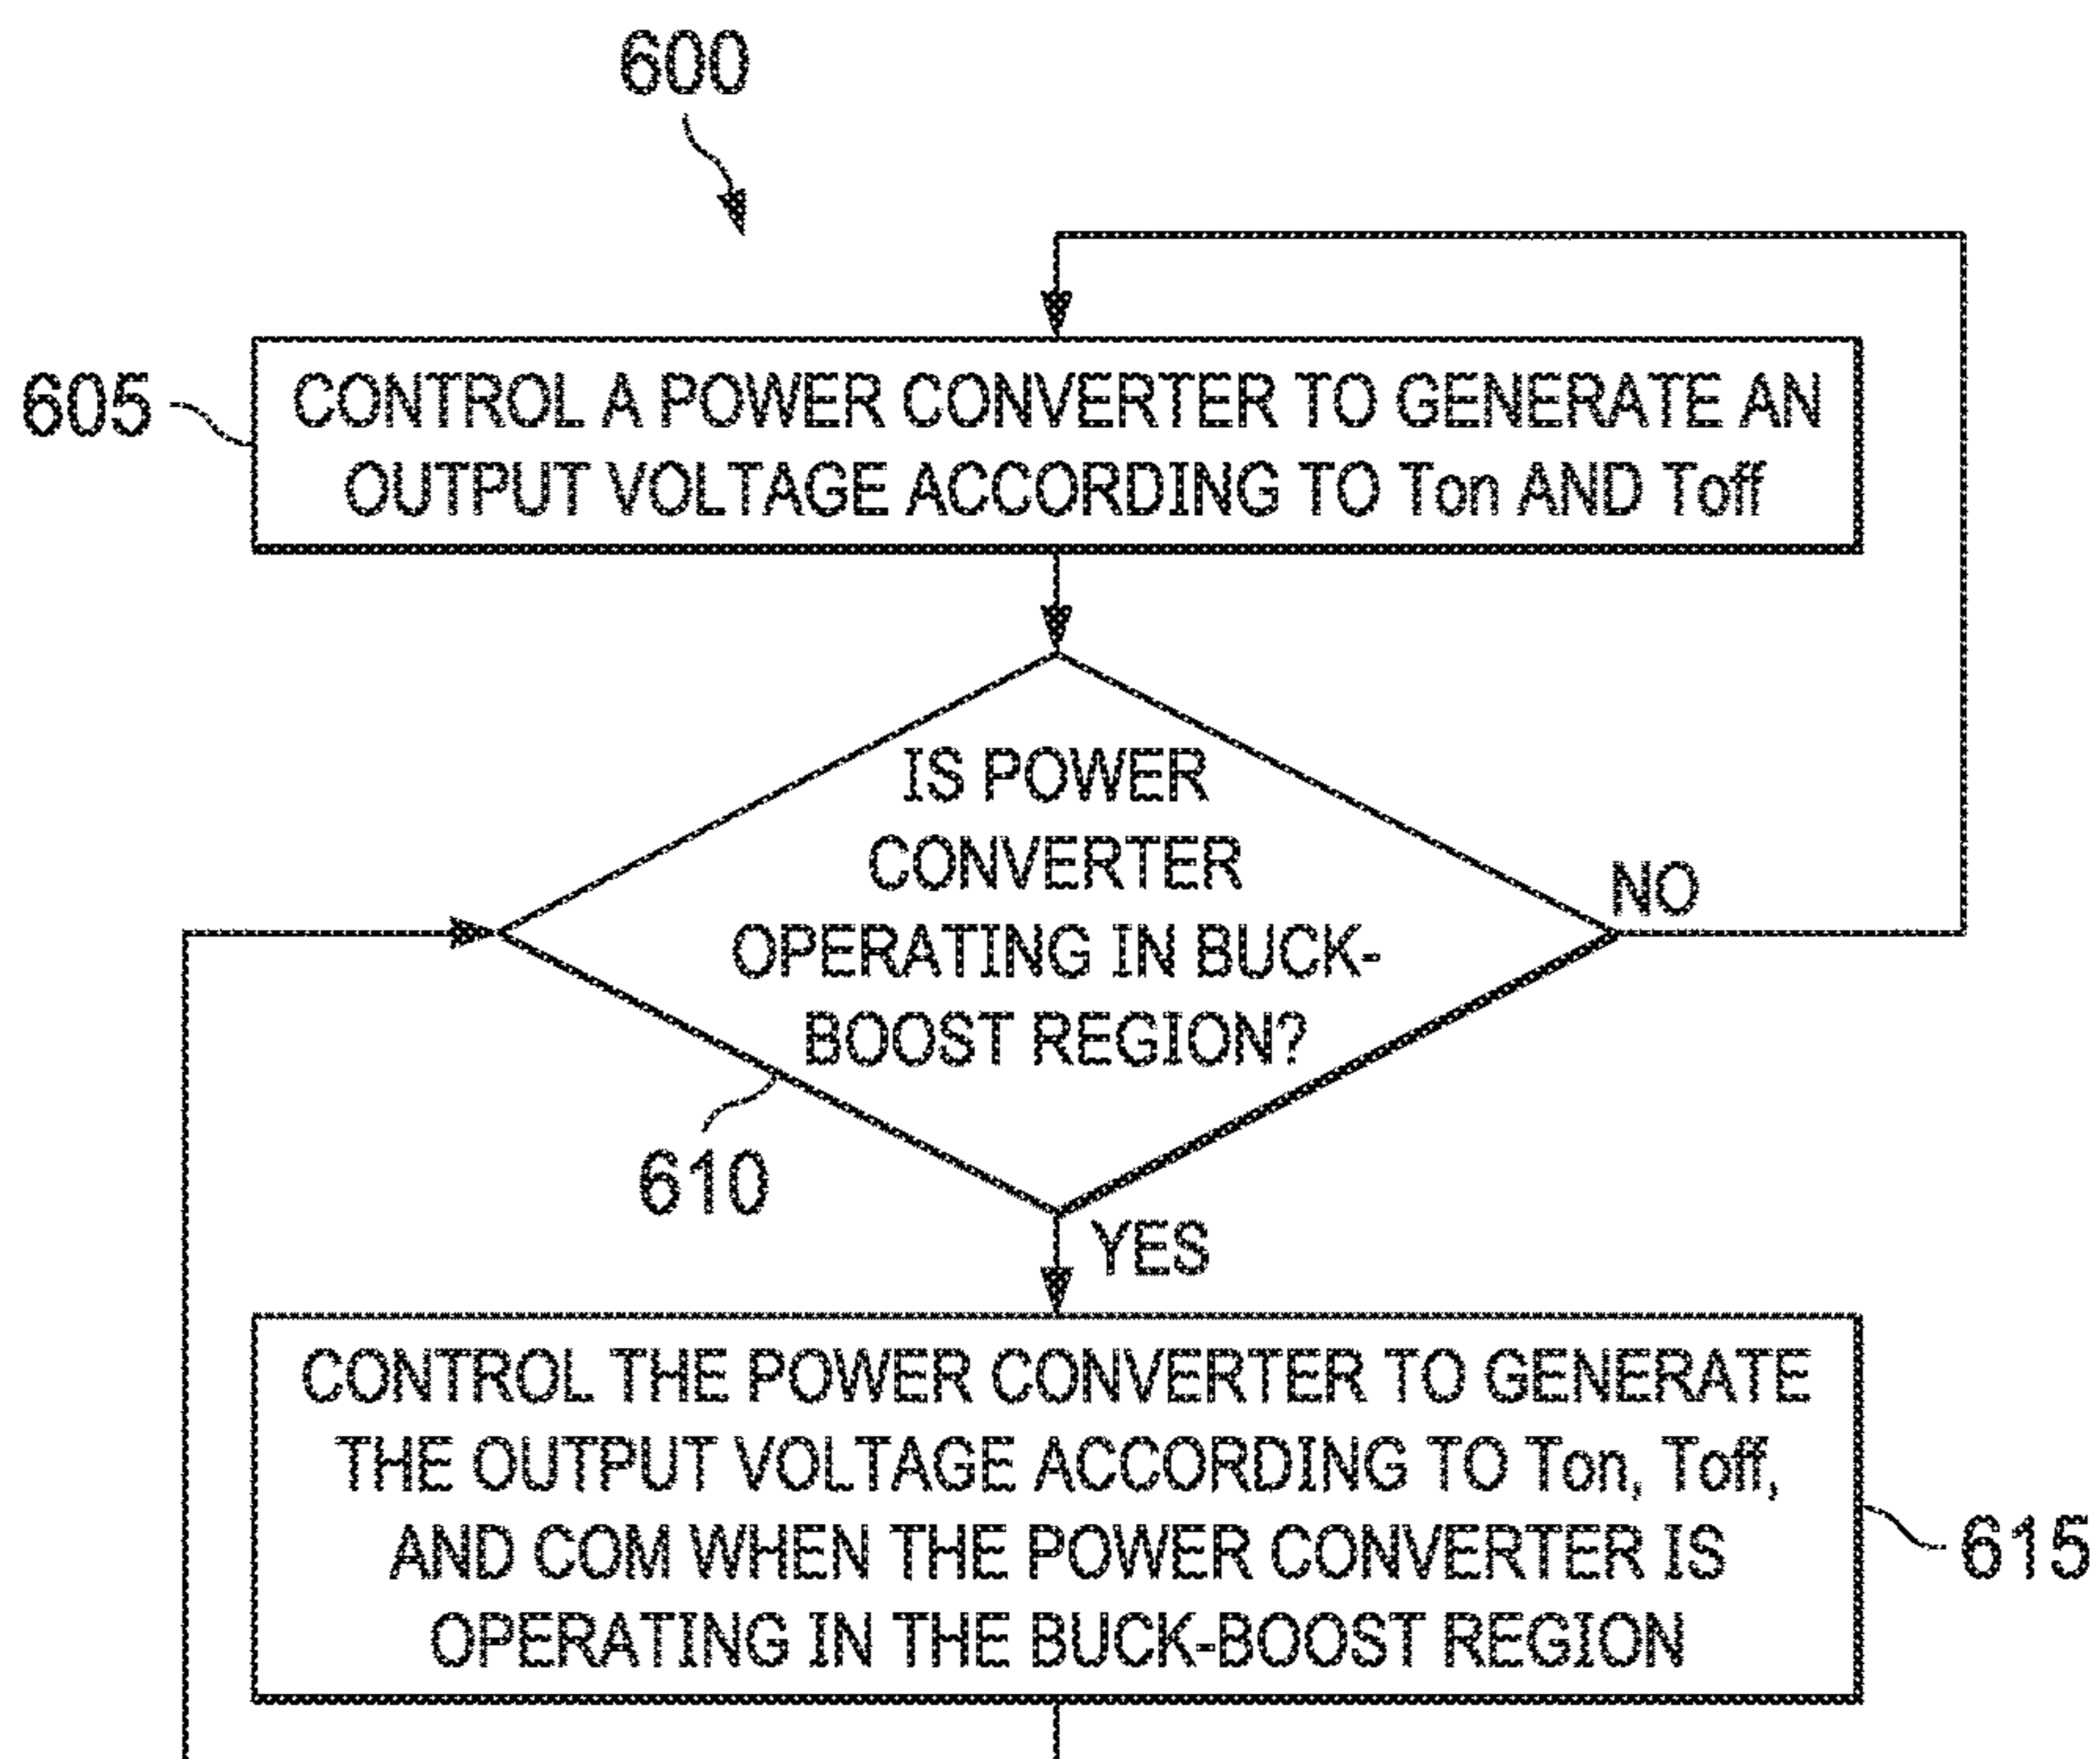 600
605
CONTROL A POWER CONVERTER TO GENERATE AN
OUTPUT VOLTAGE ACCORDING TO Ton AND Toff
IS POWER
CONVERTER
OPERATING IN BUCK-
BOOST REGION?
NO
610
YES
CONTROL THE POWER CONVERTER TO GENERATE
THE OUTPUT VOLTAGE ACCORDING TO Ton, Toff,
AND COM WHEN THE POWER CONVERTER IS
OPERATING IN THE BUCK-BOOST REGION
615